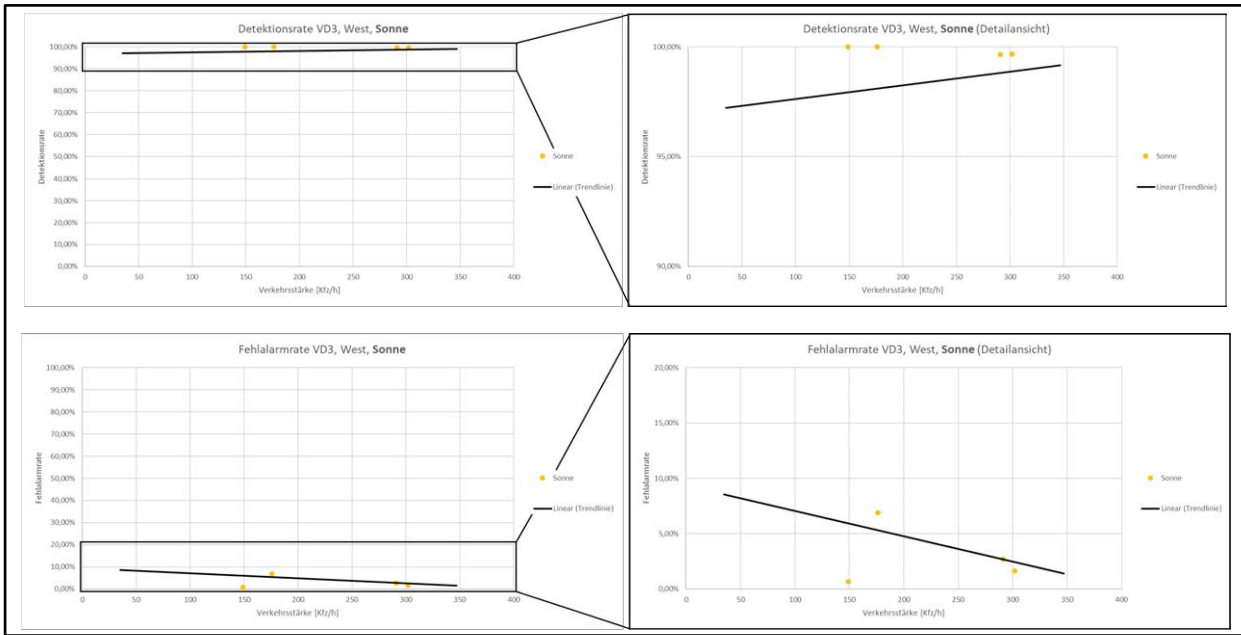 Detektionsrate VD3, West, Sonne
100,00%
90,00%
80,00%
70,00%
60,00%
50,00%
40,00%
30,00%
20,00%
10,00%
0,00%
Detektionsrate
0 50 100 150 200 250 300 350 400
Verkehrsstärke [Kfz/h]
Sonne
Linear (Trendlinie)
Detektionsrate VD3, West, Sonne (Detailansicht)
100,00%
95,00%
90,00%
Detektionsrate
0 50 100 150 200 250 300 350 400
Verkehrsstärke [Kfz/h]
Sonne
Linear (Trendlinie)
Fehlalarmrate VD3, West, Sonne
100,00%
90,00%
80,00%
70,00%
60,00%
50,00%
40,00%
30,00%
20,00%
10,00%
0,00%
Fehlalarmrate
0 50 100 150 200 250 300 350 400
Verkehrsstärke [Kfz/h]
Sonne
Linear (Trendlinie)
Fehlalarmrate VD3, West, Sonne (Detailansicht)
20,00%
15,00%
10,00%
5,00%
0,00%
Fehlalarmrate
0 50 100 150 200 250 300 350 400
Verkehrsstärke [Kfz/h]
Sonne
Linear (Trendlinie)